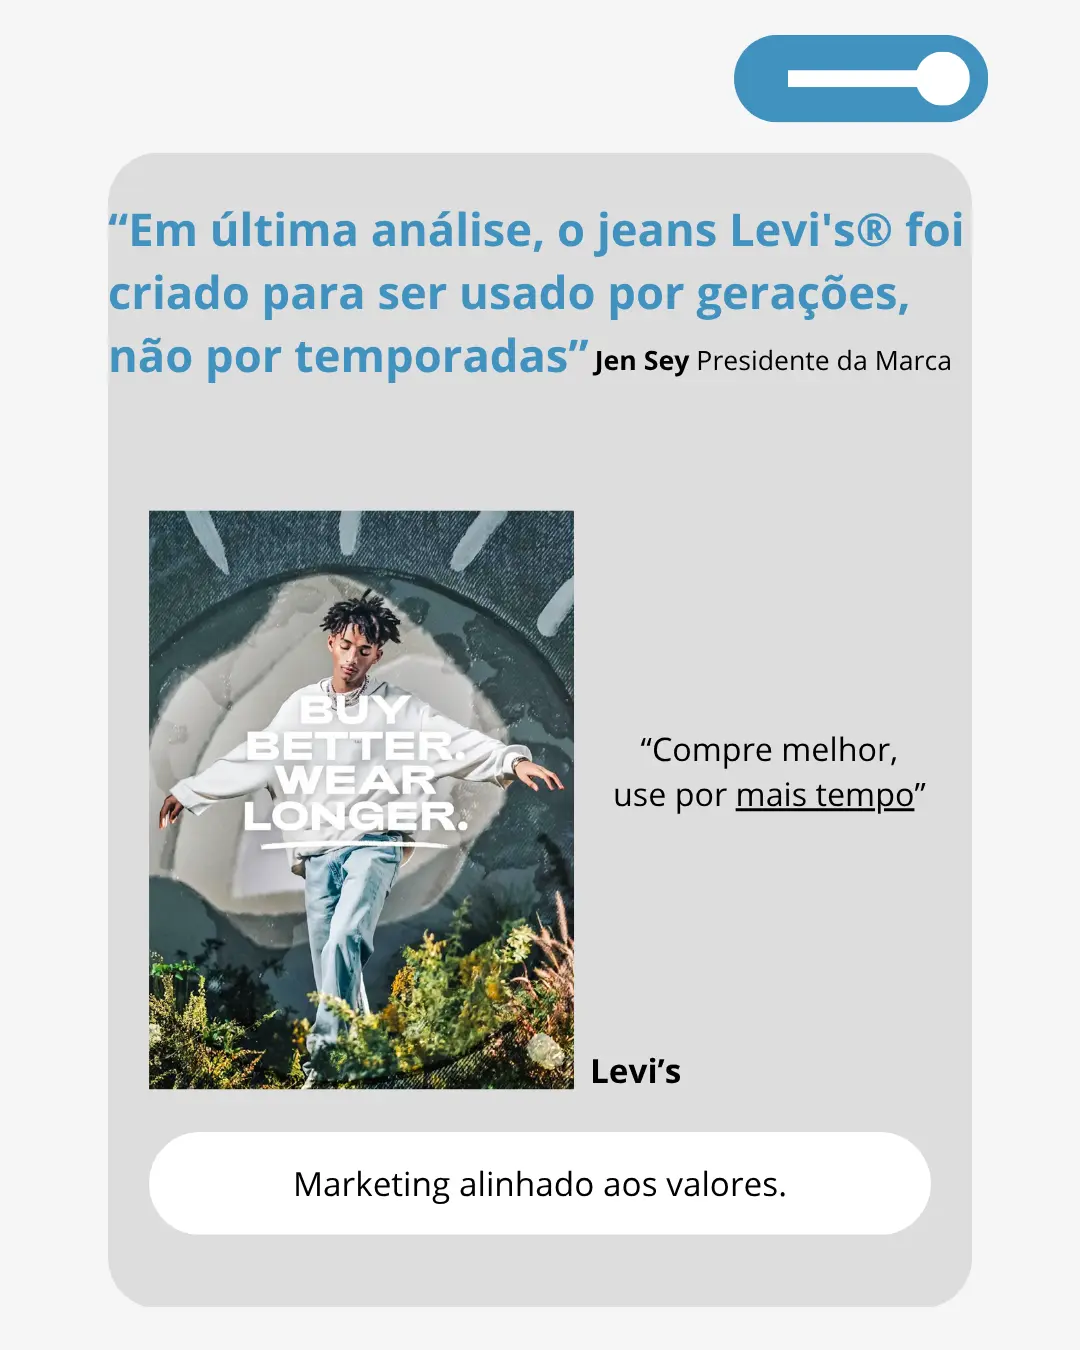 “Em última análise, o jeans Levi's® foi
criado para ser usado por gerações,
não por temporadas” Jen Sey Presidente da Marca
BUY
BETTER.
WEAR
LONGER.
“Compre melhor,
use por mais tempo”
Levi’s
Marketing alinhado aos valores.